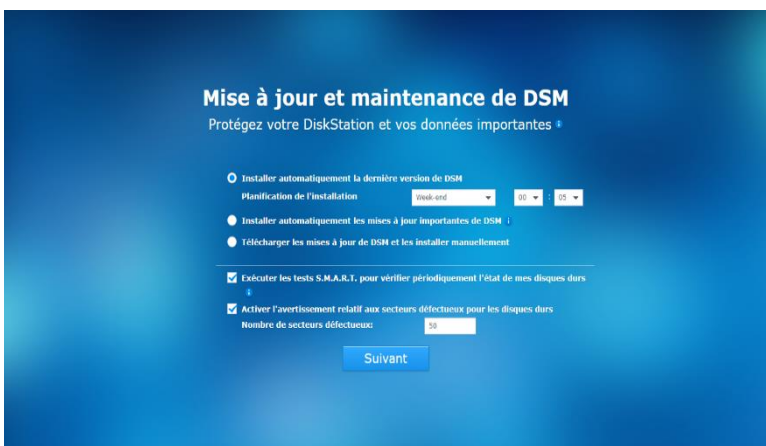 Mise à jour et maintenance de DSM
Protégez votre DiskStation et vos données importantes
Installer automatiquement la dernière version de DSM
Planification de l'installation Week-end 00 : 05
Installer automatiquement les mises à jour importantes de DSM
Télécharger les mises à jour de DSM et les installer manuellement
Exécuter les tests S.M.A.R.T. pour vérifier périodiquement l'état de mes disques durs
Activer l'avertissement relatif aux secteurs défectueux pour les disques durs
Nombre de secteurs défectueux: 50
Suivant